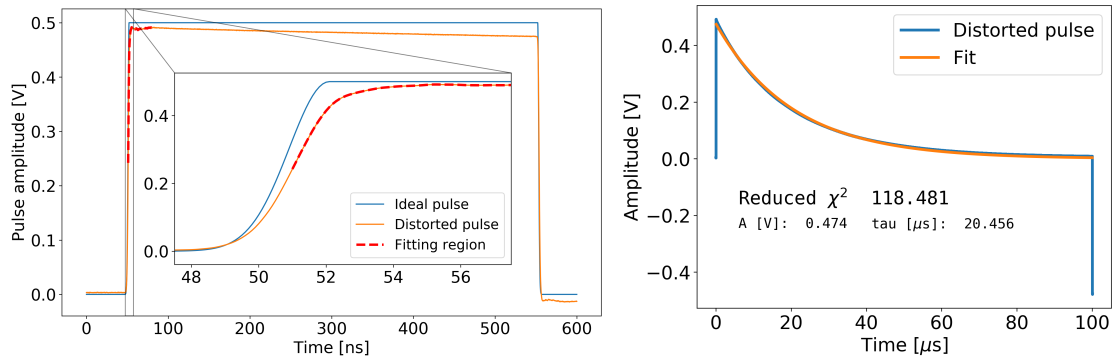 Pulse amplitude [V]
0.5
0.4
0.3
0.2
0.1
0.0
0 100 200 300 400 500 600
Time [ns]
0.4
0.2
0.0
48 50 52 54 56
Ideal pulse
Distorted pulse
Fitting region
Amplitude [V]
0.4
0.2
0.0
−0.2
−0.4
0 20 40 60 80 100
Time [μs]
Distorted pulse
Fit
Reduced χ² 118.481
A [V]: 0.474 tau [μs]: 20.456